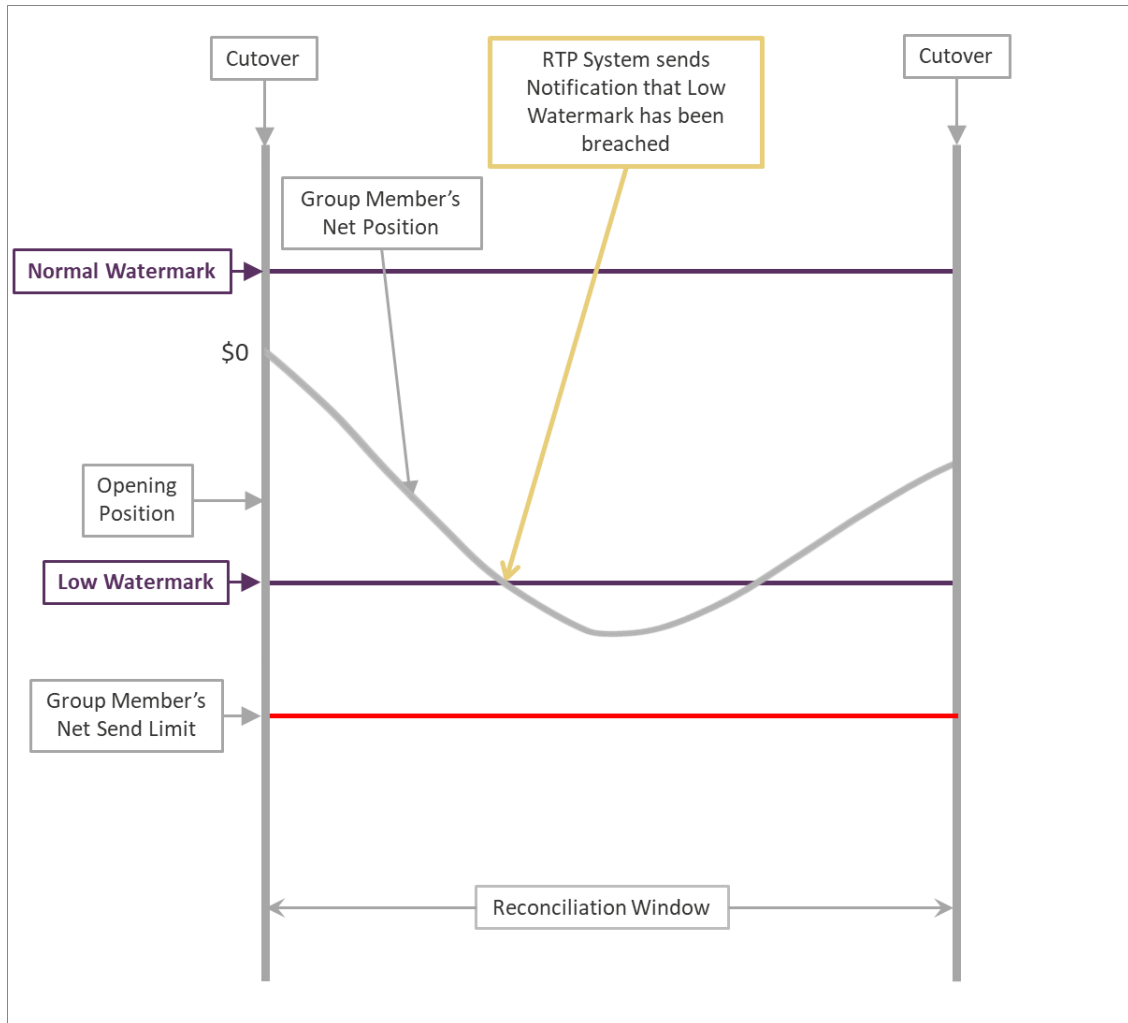 Cutover
Cutover
RTP System sends
Notification that Low
Watermark has been
breached
Group Member’s
Net Position
Normal Watermark
$0
Opening
Position
Low Watermark
Group Member’s
Net Send Limit
Reconciliation Window